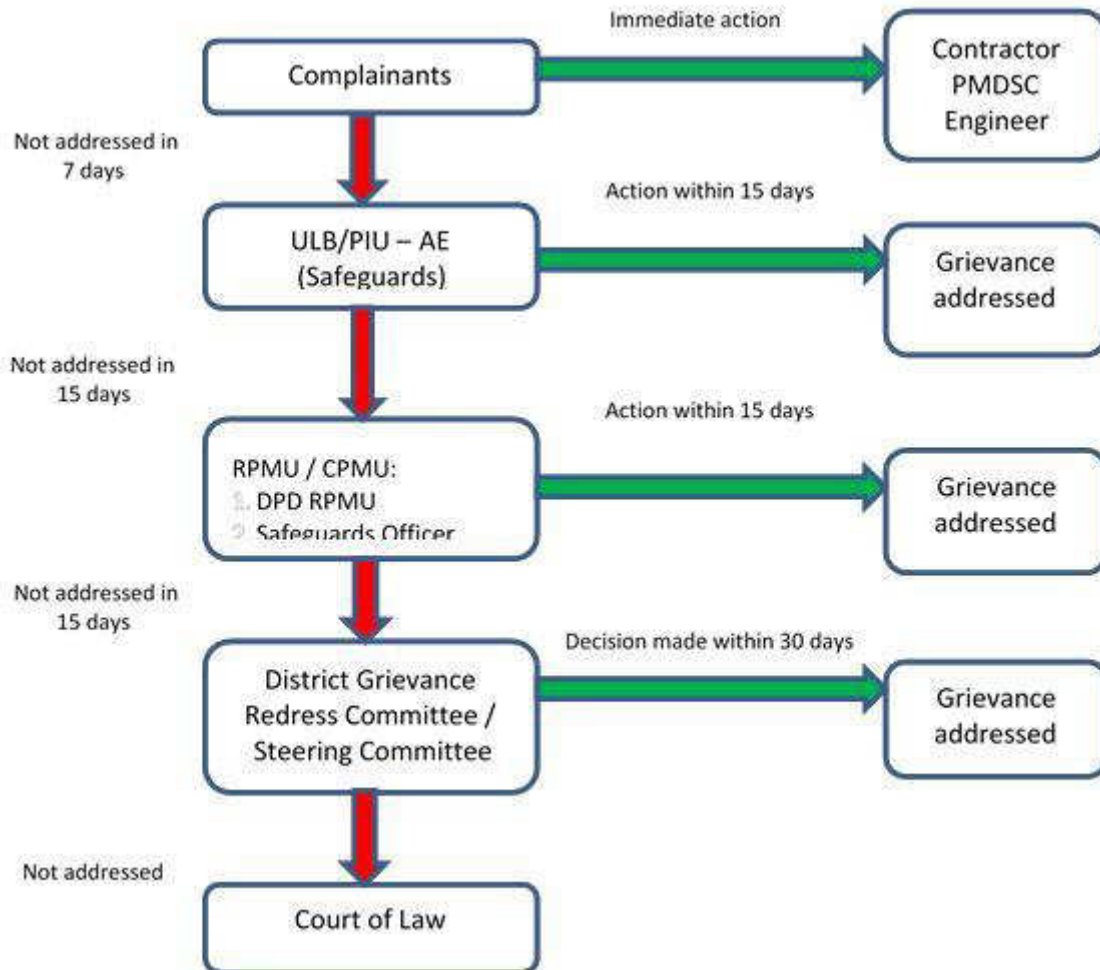 Immediate action
Complainants
Contractor
PMDSC
Engineer
Not addressed in
7 days
Action within 15 days
ULB/PIU – AE
(Safeguards)
Grievance
addressed
Not addressed in
15 days
Action within 15 days
RPMU / CPMU:
1. DPD RPMU
2. Safeguards Officer
Grievance
addressed
Not addressed in
15 days
Decision made within 30 days
District Grievance
Redress Committee /
Steering Committee
Grievance
addressed
Not addressed
Court of Law